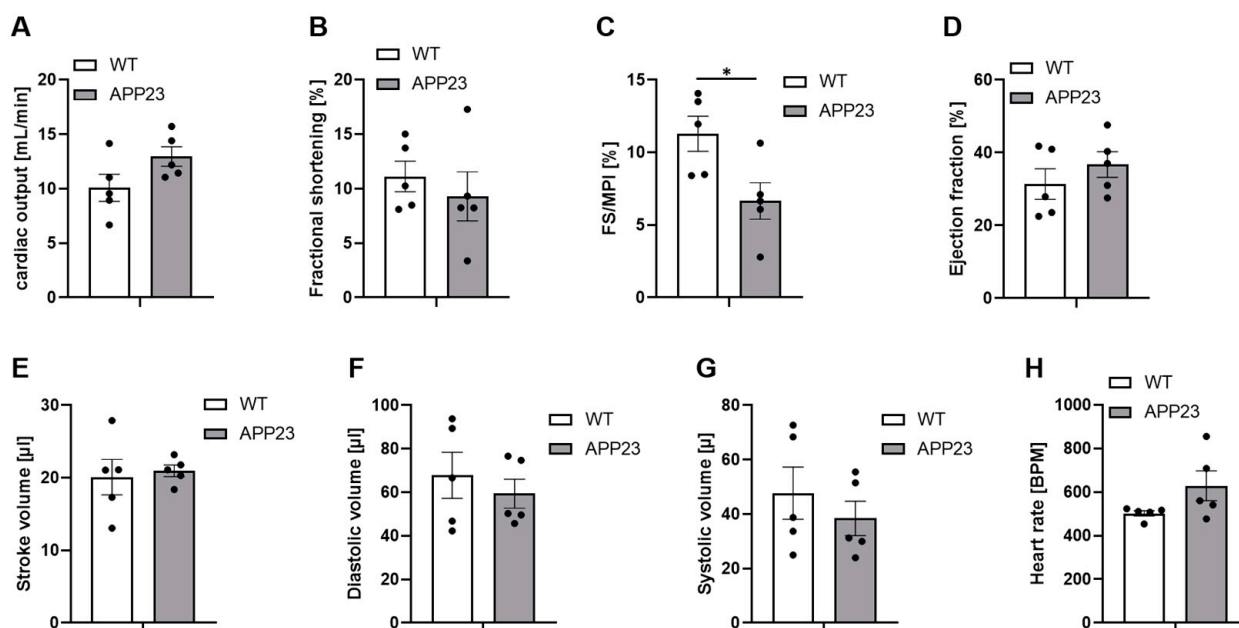 A
WT
APP23
cardiac output [mL/min]
20
15
10
5
0
B
WT
APP23
Fractional shortening [%]
20
15
10
5
0
C
*
WT
APP23
FS/MPI [%]
15
10
5
0
D
WT
APP23
Ejection fraction [%]
60
40
20
0
E
WT
APP23
Stroke volume [µl]
30
20
10
0
F
WT
APP23
Diastolic volume [µl]
100
80
60
40
20
0
G
WT
APP23
Systolic volume [µl]
80
60
40
20
0
H
WT
APP23
Heart rate [BPM]
1000
800
600
400
200
0